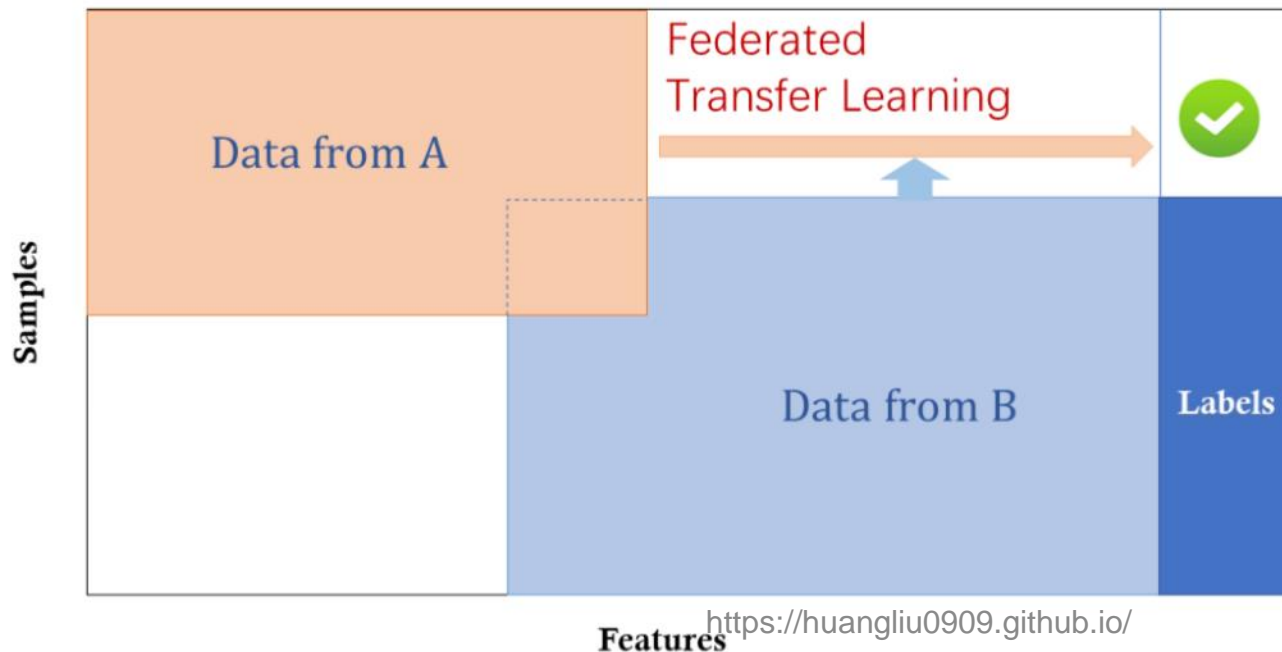 Federated
Transfer Learning
Data from A
Samples
Data from B
Labels
https://huangliu0909.github.io/
Features